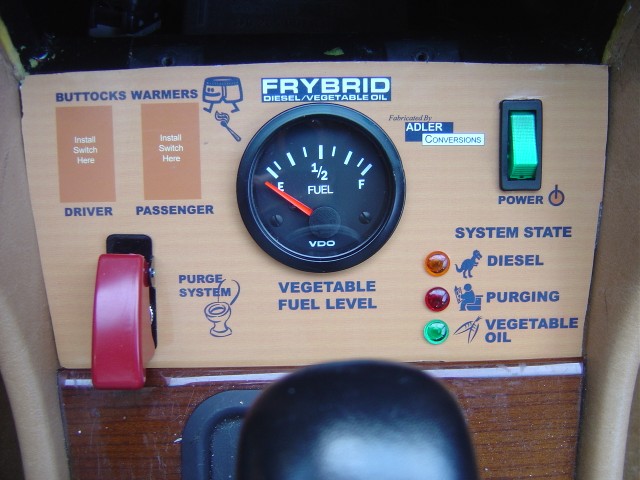 BUTTOCKS WARMERS
Install
Switch
Here
Install
Switch
Here
DRIVER
PASSENGER
FRYBRID
DIESEL/VEGETABLE OIL
E
1/2
F
FUEL
VDO
VEGETABLE
FUEL LEVEL
Fabricated By
ADLER
CONVERSIONS
POWER
PURGE
SYSTEM
SYSTEM STATE
DIESEL
PURGING
VEGETABLE
OIL